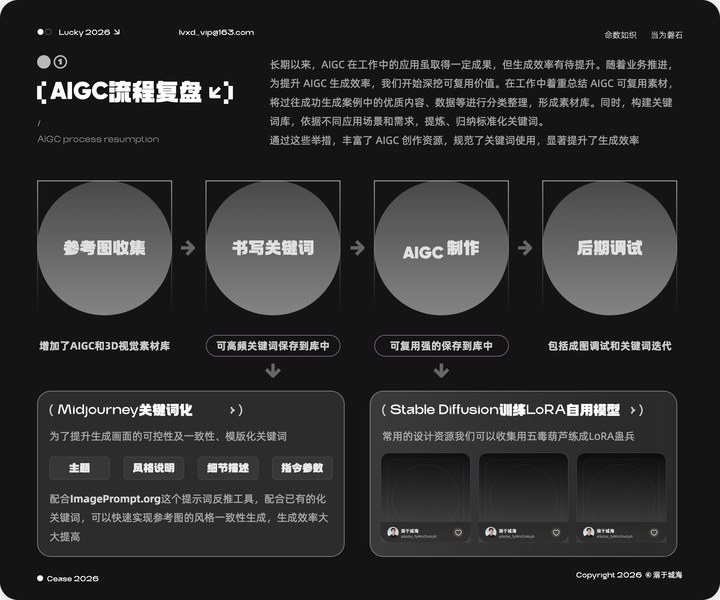 Lucky 2026 ↘
lvxd_vip@163.com
命数如织 当为磐石
①
AIGC流程复盘
/
AIGC process resumption
长期以来，AIGC 在工作中的应用虽取得一定成果，但生成效率有待提升。随着业务推进，
为提升 AIGC 生成效率，我们开始深挖可复用价值。在工作中着重总结 AIGC 可复用素材，
将过往成功生成案例中的优质内容、数据等进行分类整理，形成素材库。同时，构建关键
词库，依据不同应用场景和需求，提炼、归纳标准化关键词。
通过这些举措，丰富了 AIGC 创作资源，规范了关键词使用，显著提升了生成效率
参考图收集
书写关键词
AIGC 制作
后期调试
增加了AIGC和3D视觉素材库
可高频关键词保存到库中
可复用强的保存到库中
包括成图调试和关键词迭代
( Midjourney关键词化 › )
为了提升生成画面的可控性及一致性、模版化关键词
主题
风格说明
细节描述
指令参数
配合ImagePrompt.org这个提示词反推工具，配合已有的化
关键词，可以快速实现参考图的风格一致性生成，生成效率大
大提高
( Stable Diffusion训练LoRA自用模型 › )
常用的设计资源我们可以收集用五毒葫芦练成LoRA蛊兵
溺于城海
溺于城海
溺于城海
Cease 2026
Copyright 2026 © 溺于城海